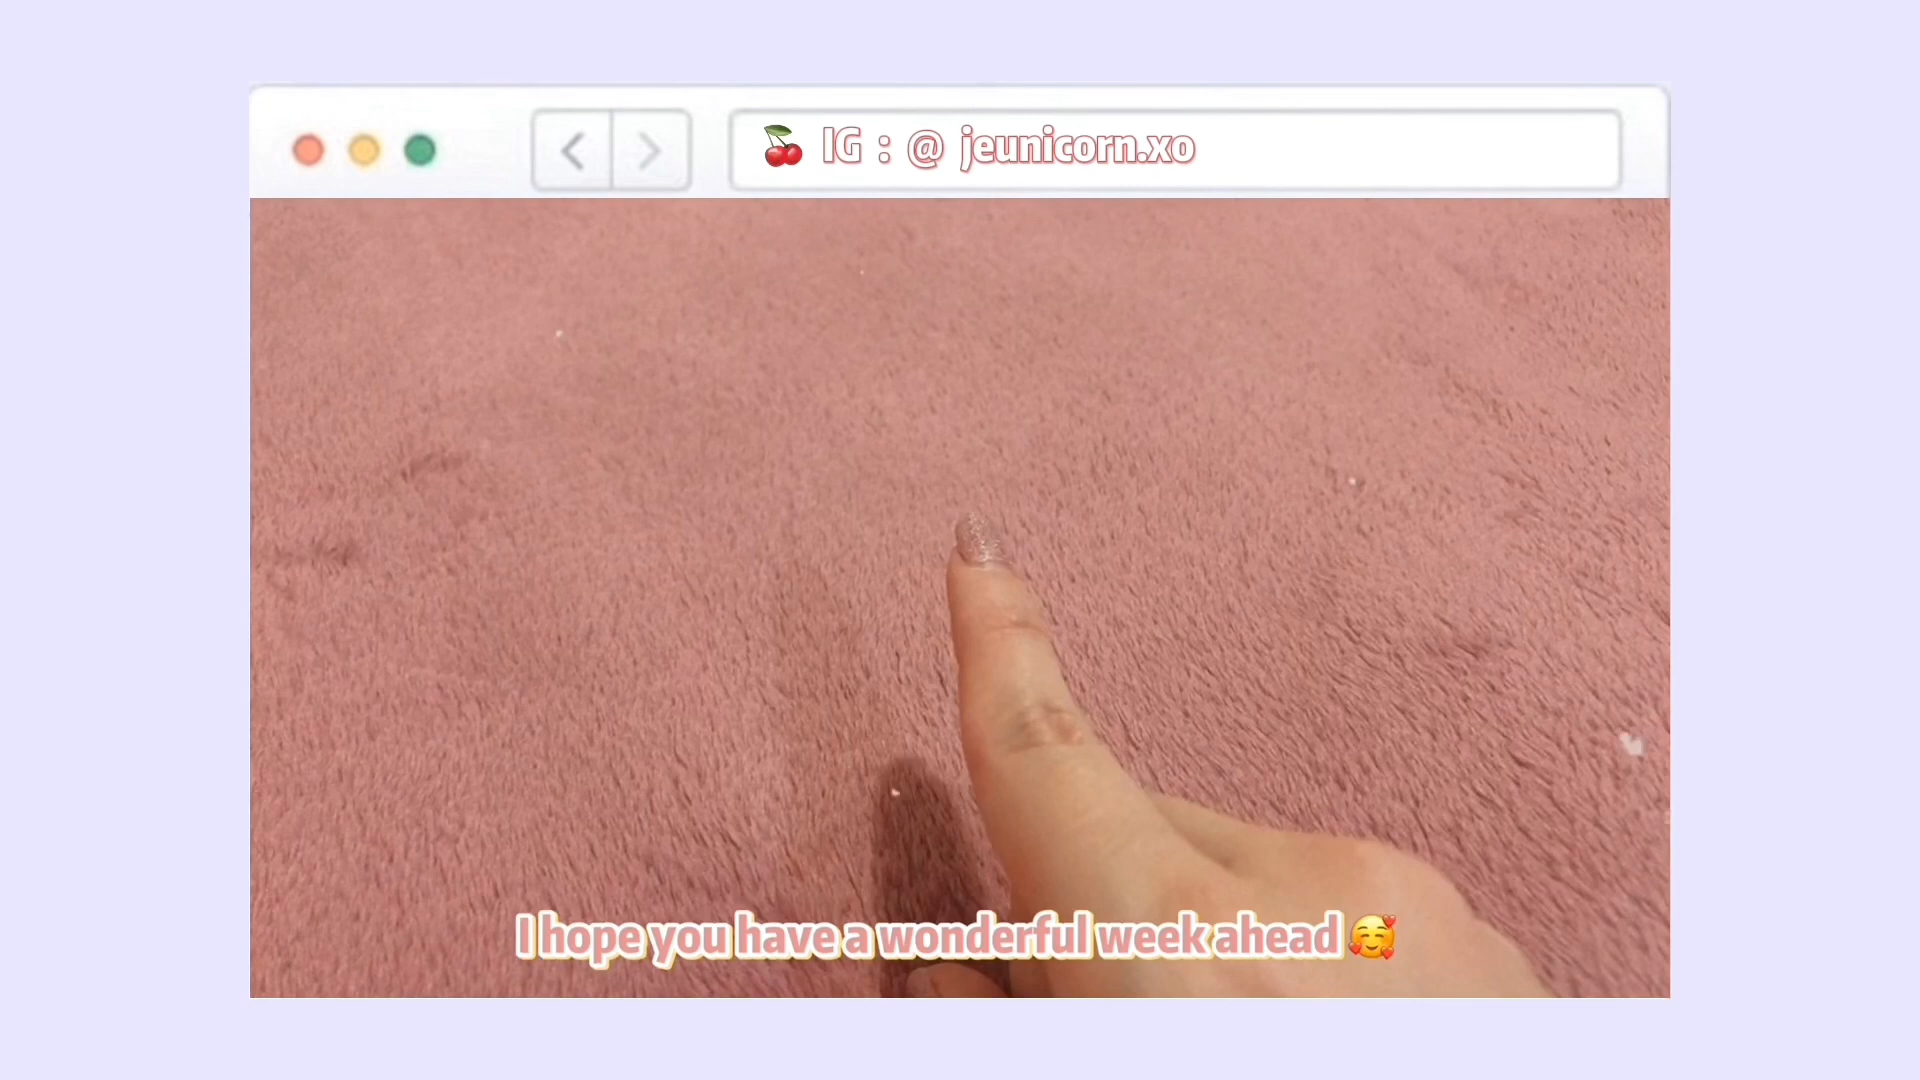 🍒 IG : @ jeunicorn.xo
I hope you have a wonderful week ahead 🥰